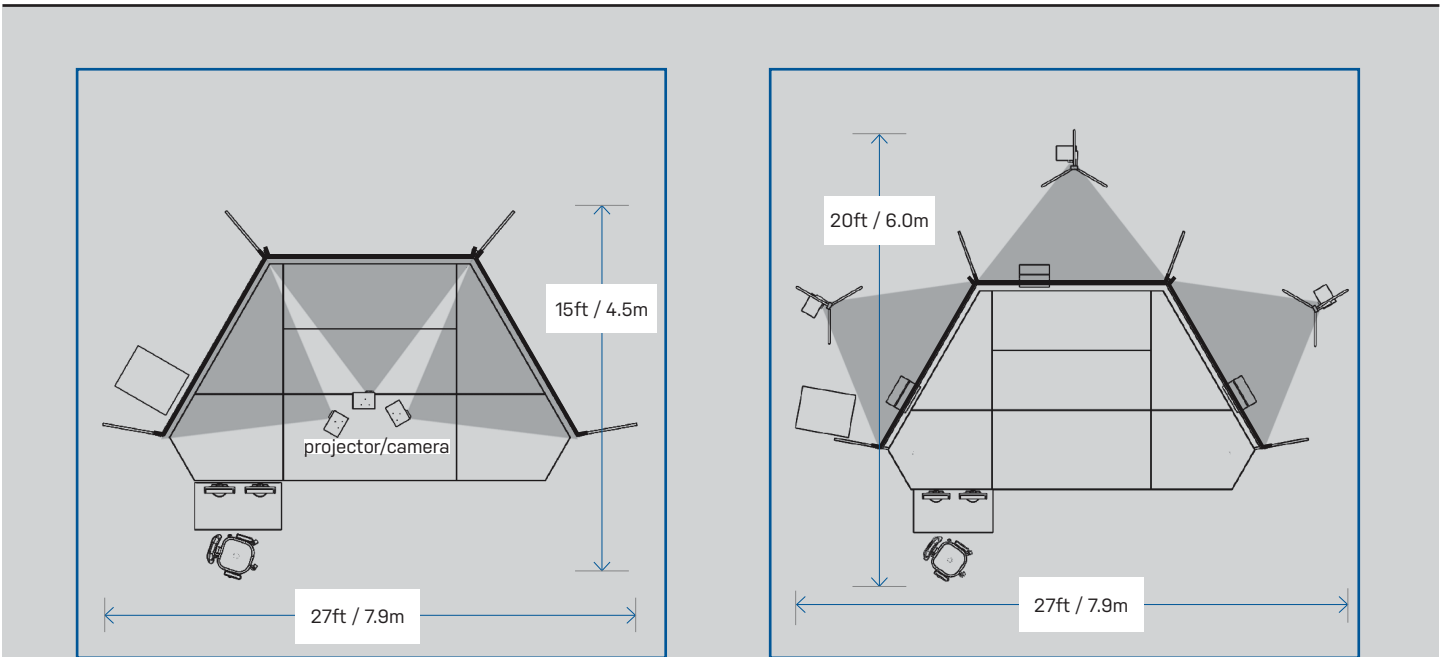 15ft / 4.5m
projector/camera
27ft / 7.9m
20ft / 6.0m
27ft / 7.9m